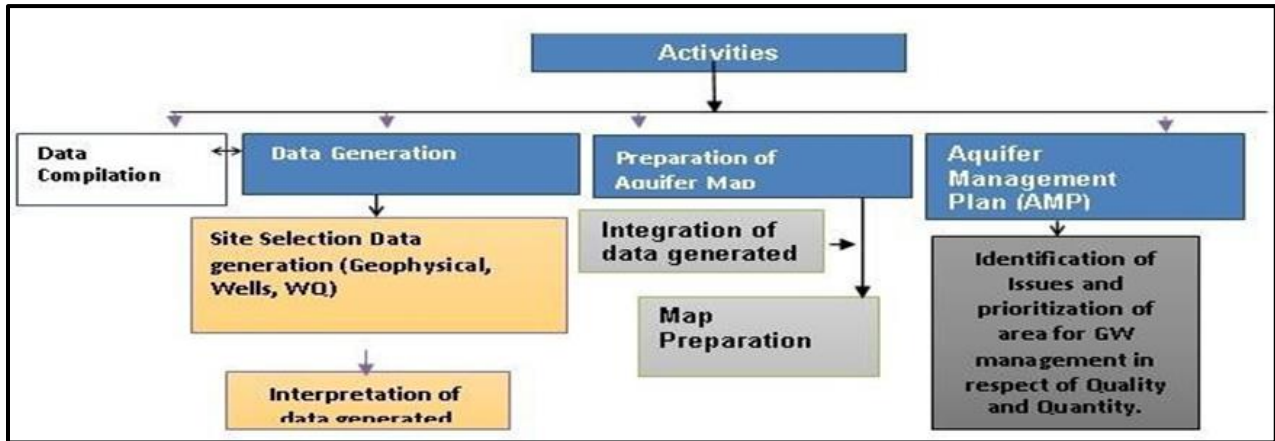 Activities
Data
Compilation
Data Generation
Preparation of
Aquifer Map
Aquifer
Management
Plan (AMP)
Site Selection Data
generation (Geophysical,
Wells, WQ)
Interpretation of
data generated
Integration of
data generated
Map
Preparation
Identification of
Issues and
prioritization of
area for GW
management in
respect of Quality
and Quantity.